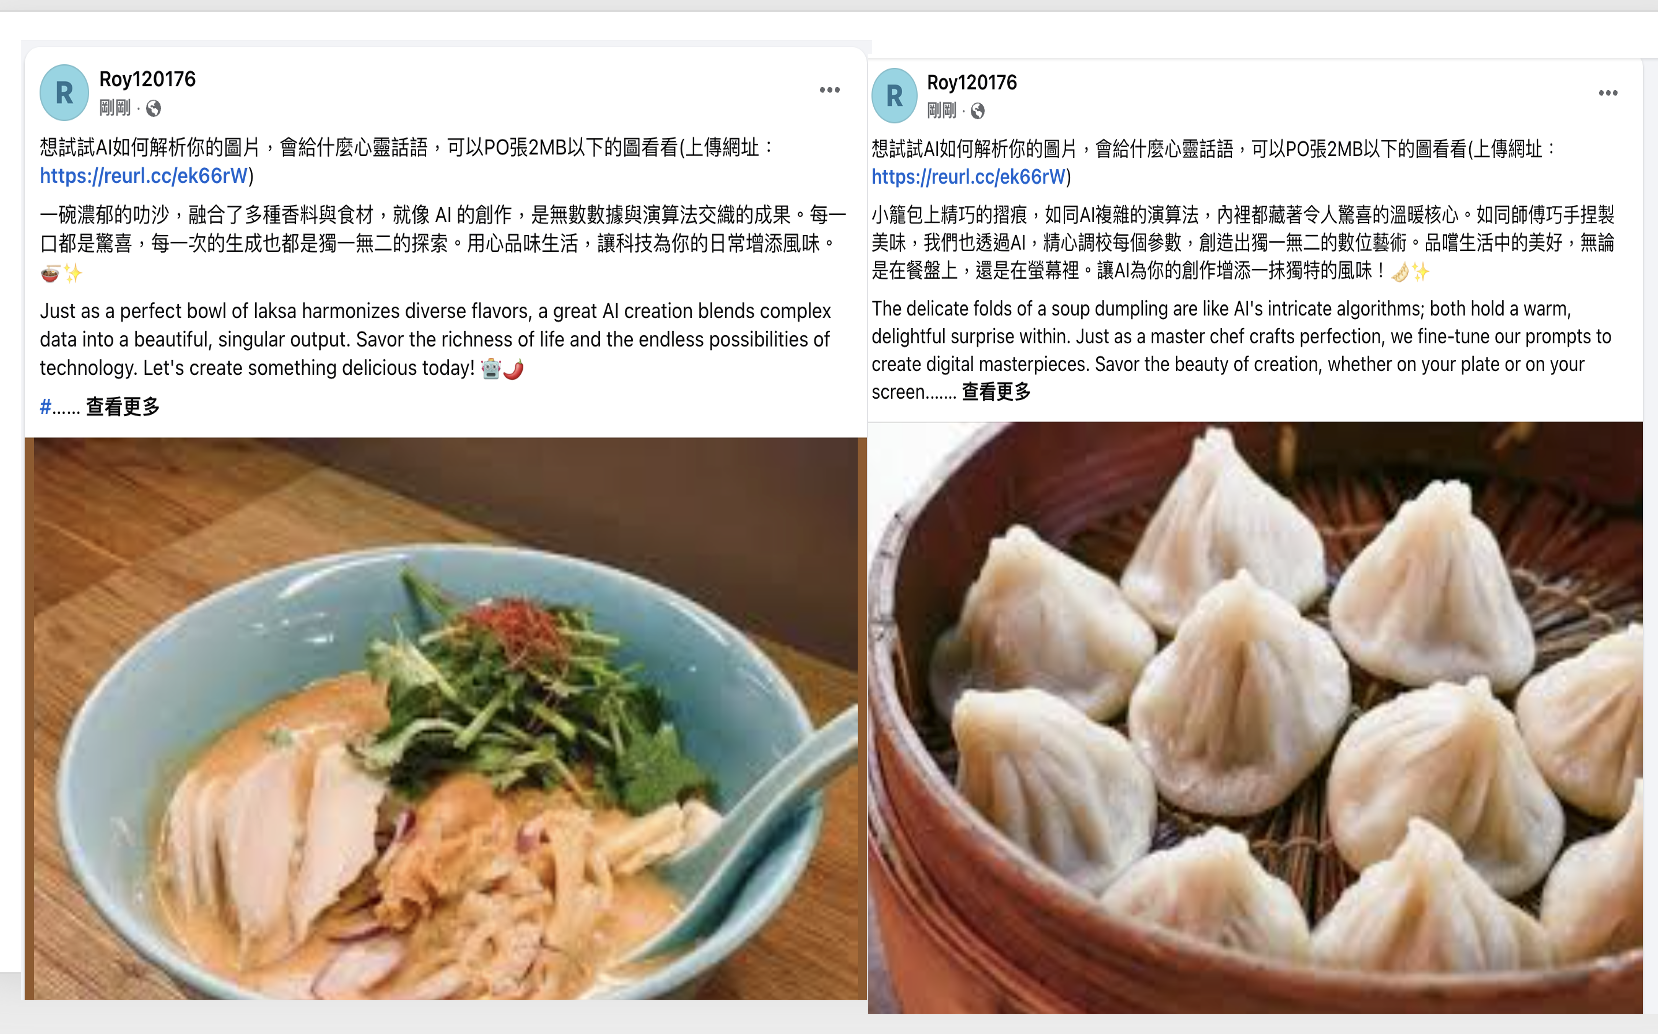 R
Roy120176
剛剛 ·
想試試AI如何解析你的圖片，會給什麼心靈話語，可以PO張2MB以下的圖看看(上傳網址：
https://reurl.cc/ek66rW)
一碗濃郁的叻沙，融合了多種香料與食材，就像 AI 的創作，是無數數據與演算法交織的成果。每一
口都是驚喜，每一次的生成也都是獨一無二的探索。用心品味生活，讓科技為你的日常增添風味。
🍜✨
Just as a perfect bowl of laksa harmonizes diverse flavors, a great AI creation blends complex
data into a beautiful, singular output. Savor the richness of life and the endless possibilities of
technology. Let's create something delicious today! 🤖🌶️
#...... 查看更多
R
Roy120176
剛剛 ·
想試試AI如何解析你的圖片，會給什麼心靈話語，可以PO張2MB以下的圖看看(上傳網址：
https://reurl.cc/ek66rW)
小籠包上精巧的摺痕，如同AI複雜的演算法，內裡都藏著令人驚喜的溫暖核心。如同師傅巧手捏製
美味，我們也透過AI，精心調校每個參數，創造出獨一無二的數位藝術。品嚐生活中的美好，無論
是在餐盤上，還是在螢幕裡。讓AI為你的創作增添一抹獨特的風味！🥟✨
The delicate folds of a soup dumpling are like AI's intricate algorithms; both hold a warm,
delightful surprise within. Just as a master chef crafts perfection, we fine-tune our prompts to
create digital masterpieces. Savor the beauty of creation, whether on your plate or on your
screen....... 查看更多